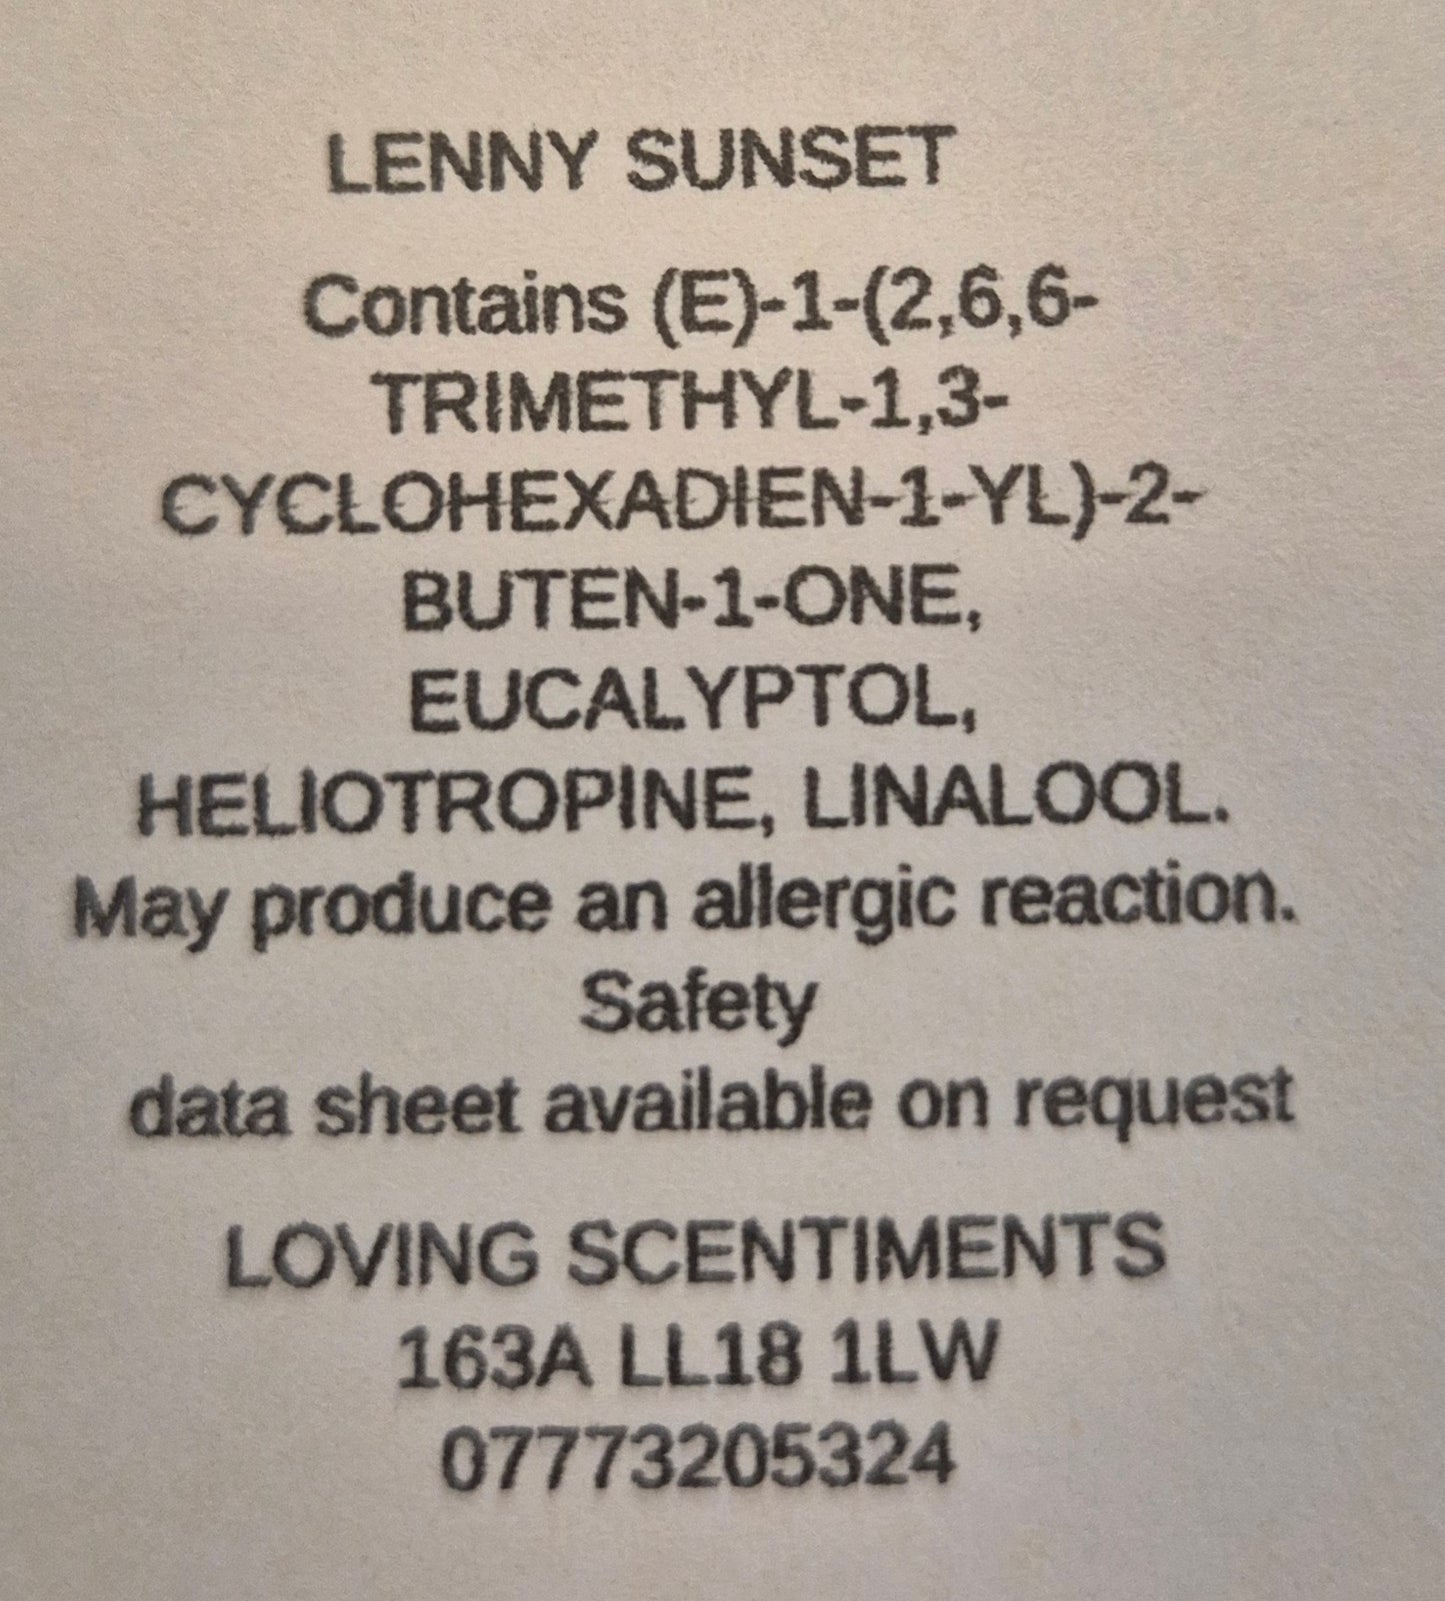 LENNY SUNSET
Contains (E)-1-(2,6,6-
TRIMETHYL-1,3-
CYCLOHEXADIEN-1-YL)-2-
BUTEN-1-ONE,
EUCALYPTOL,
HELIOTROPINE, LINALOOL.
May produce an allergic reaction.
Safety
data sheet available on request
LOVING SCENTIMENTS
163A LL18 1LW
07773205324